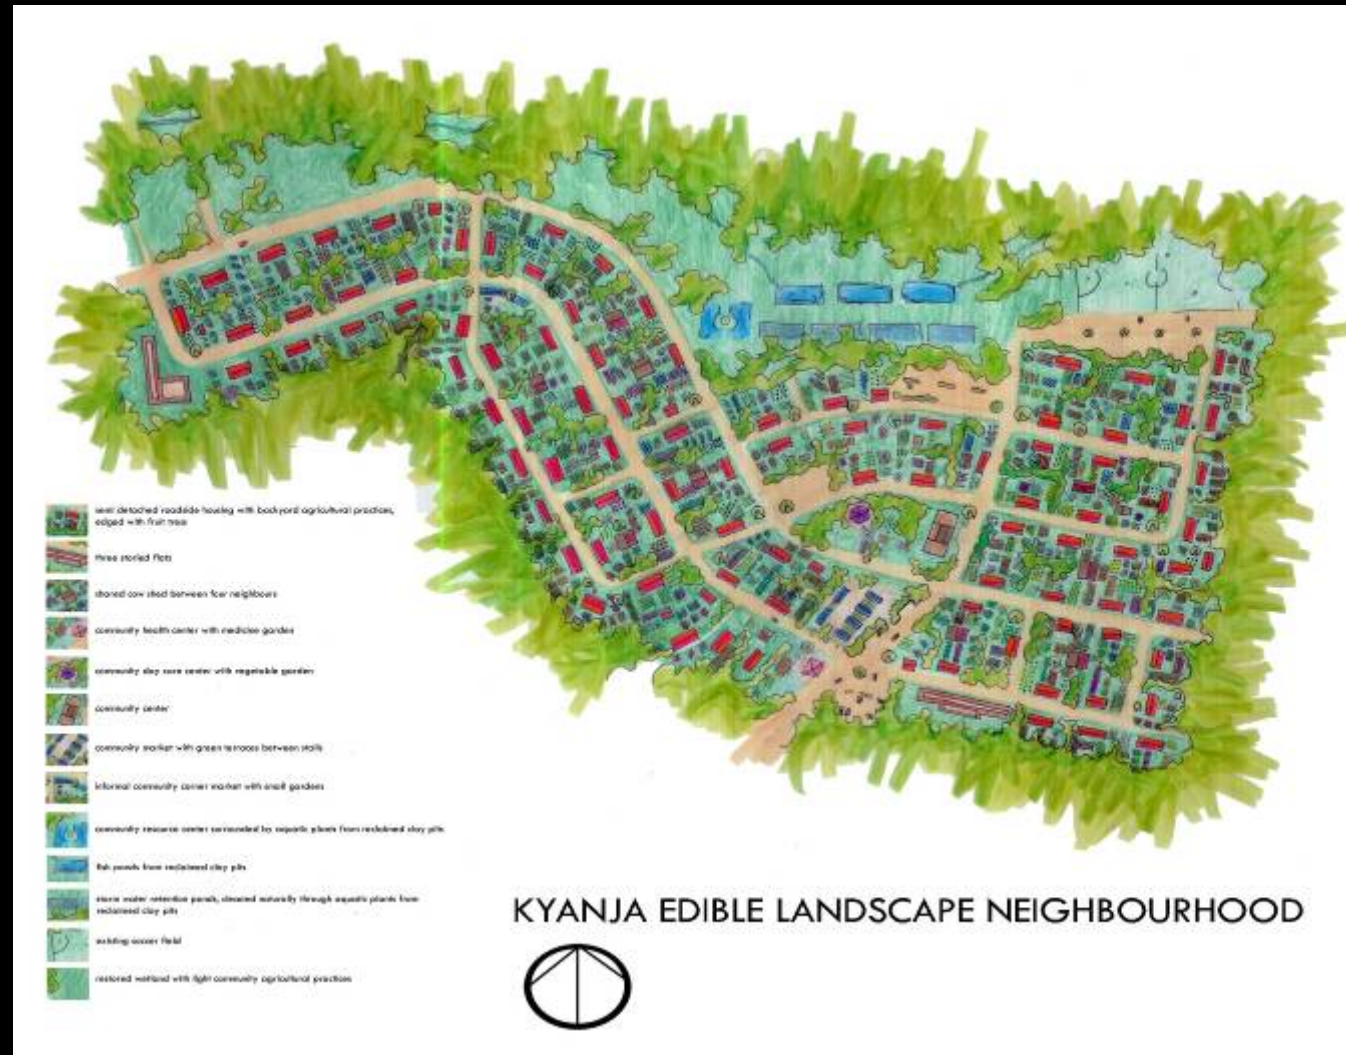 semi detached roadside housing with backyard agricultural practices,
edged with fruit trees
three storied flats
shared cow shed between four neighbours
community health center with medicine garden
community day care center with vegetable garden
community center
community market with green terraces between stalls
informal community corner market with small gardens
community resource center surrounded by aquatic plants from reclaimed clay pits
fish ponds from reclaimed clay pits
storm water retention ponds, cleaned naturally through aquatic plants from
reclaimed clay pits
existing soccer field
restored wetland with light community agricultural practices
KYANJA EDIBLE LANDSCAPE NEIGHBOURHOOD